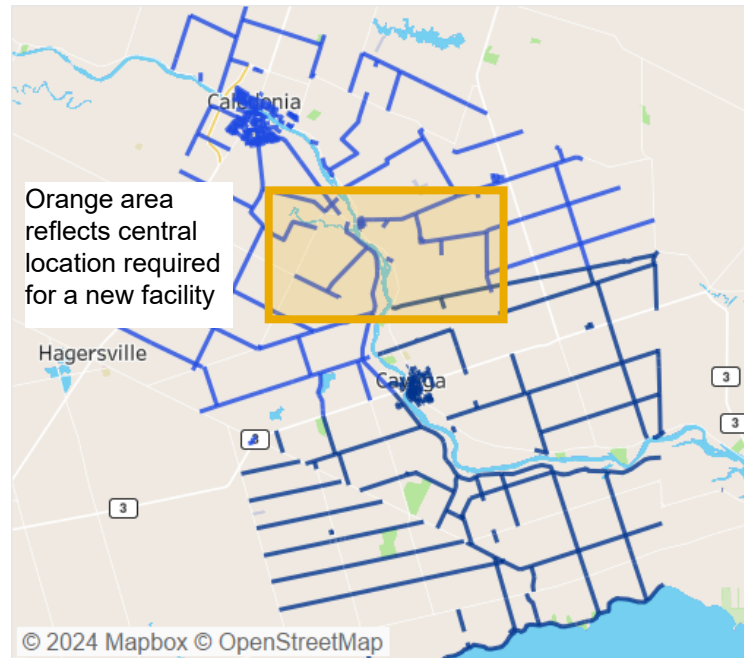 Caledonia
Orange area
reflects central
location required
for a new facility
Hagersville
Cayuga
3
3
3
3
© 2024 Mapbox © OpenStreetMap